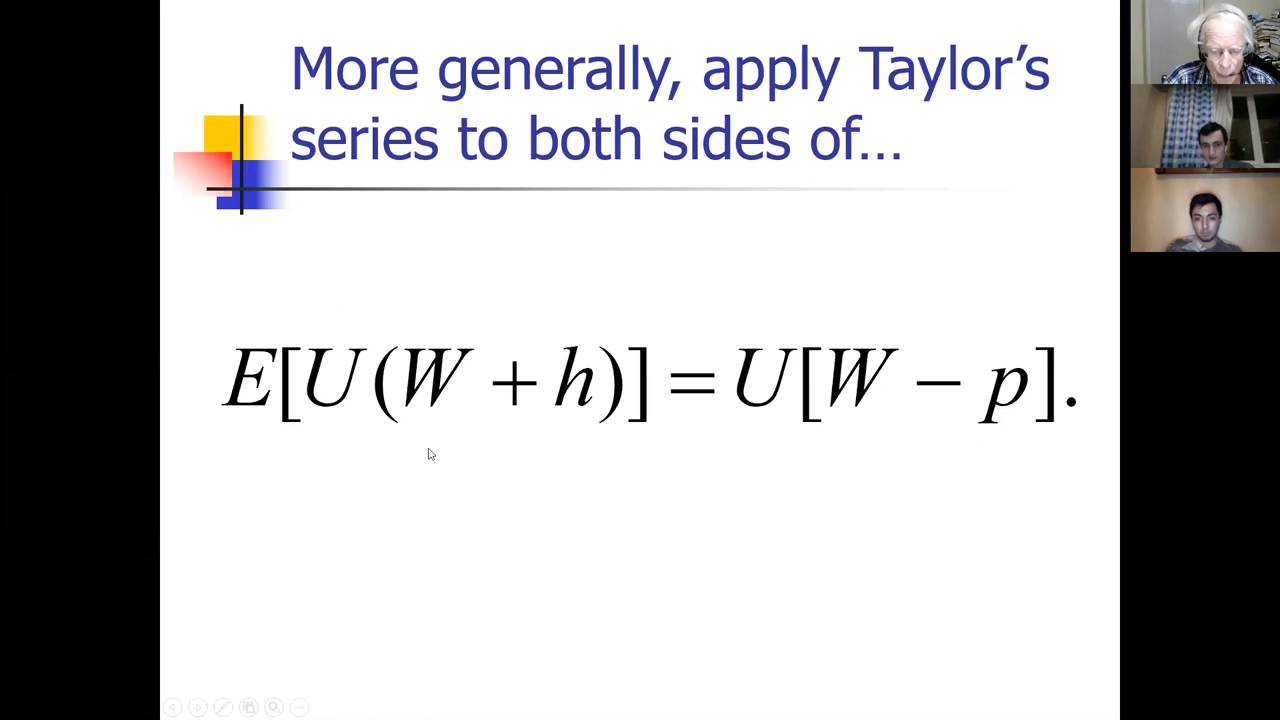 More generally, apply Taylor’s
series to both sides of…
E[U(W + h)] = U[W − p].